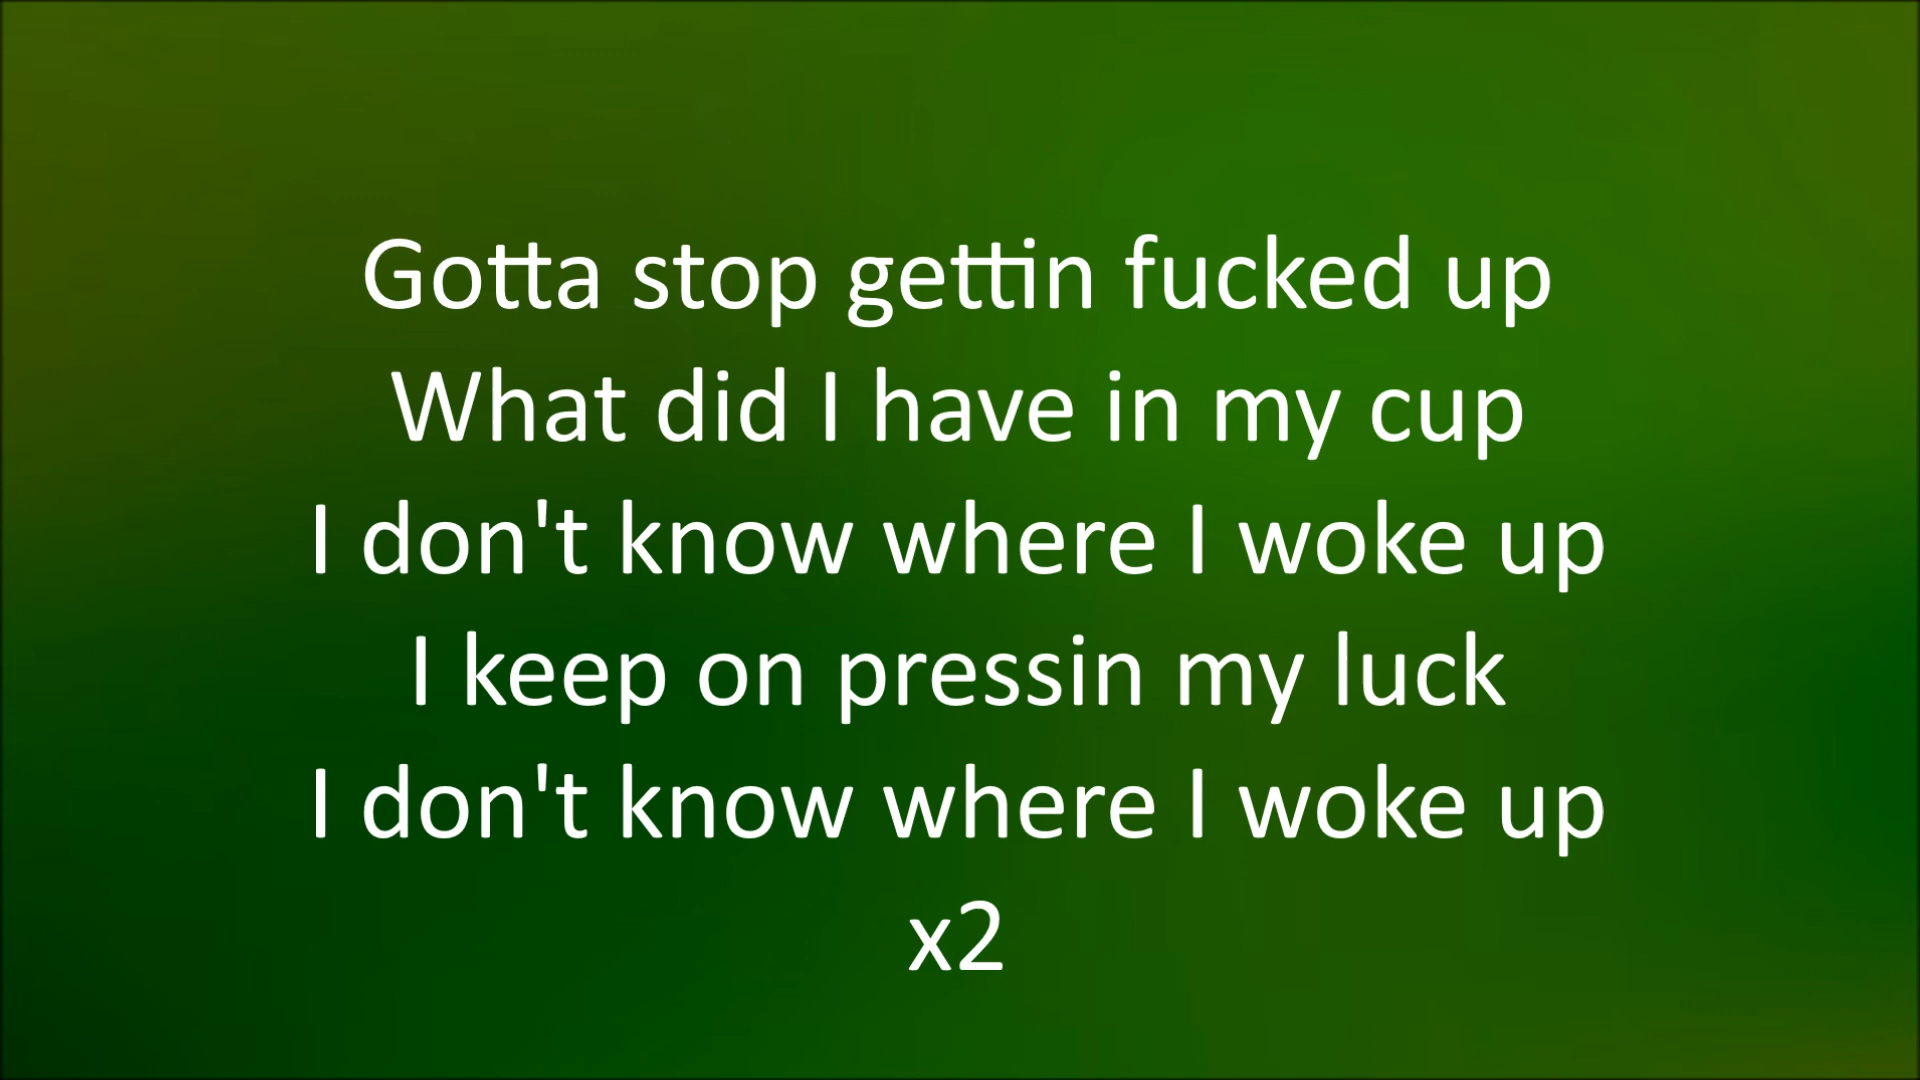 Gotta stop gettin fucked up
What did I have in my cup
I don't know where I woke up
I keep on pressin my luck
I don't know where I woke up
x2